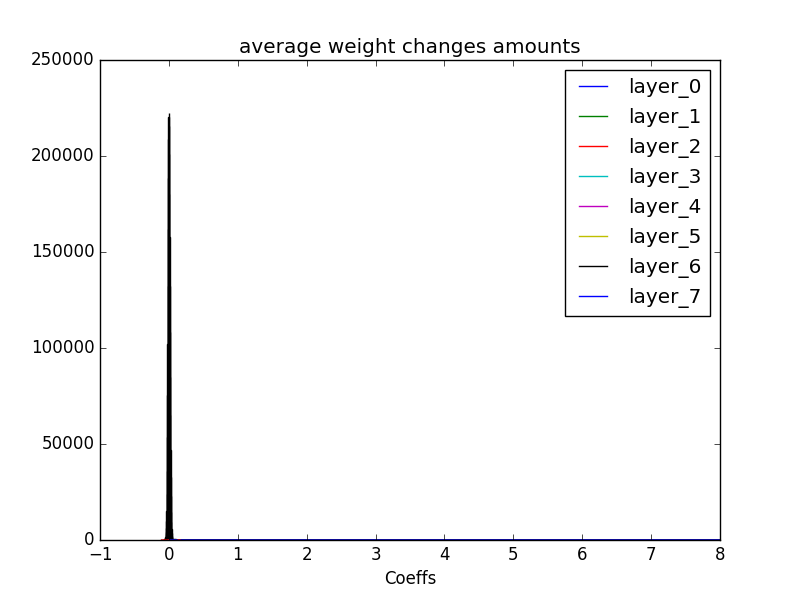 average weight changes amounts
250000
200000
150000
100000
50000
0
−1 0 1 2 3 4 5 6 7 8
Coeffs
layer_0
layer_1
layer_2
layer_3
layer_4
layer_5
layer_6
layer_7